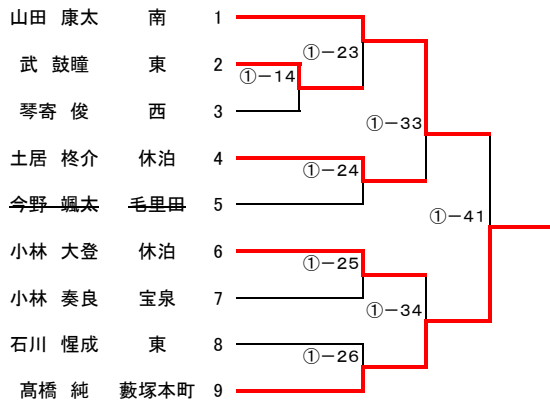 山田 康太 南 1
①－23
武 鼓瞳 東 2
①－14
琴寄 俊 西 3
①－33
土居 柊介 休泊 4
①－24
今野 颯太 毛里田 5
①－41
小林 大登 休泊 6
①－25
小林 奏良 宝泉 7
①－34
石川 惺成 東 8
①－26
髙橋 純 藪塚本町 9